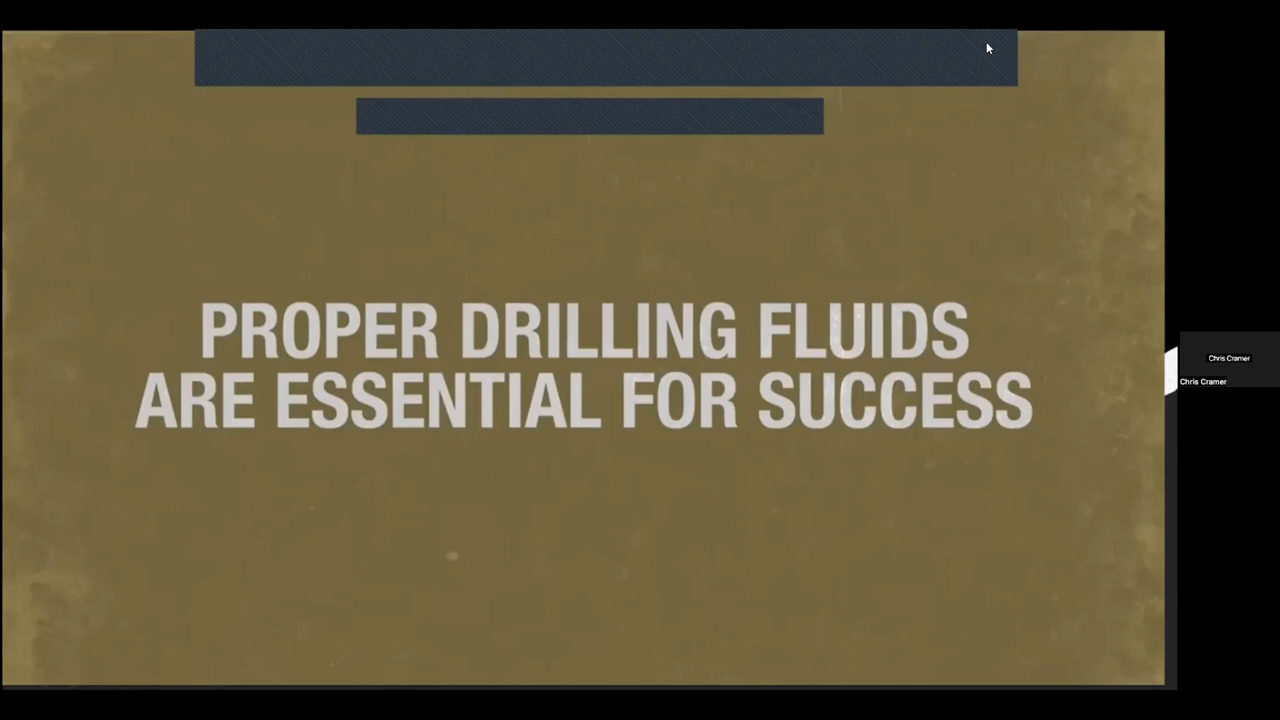 PROPER DRILLING FLUIDS
ARE ESSENTIAL FOR SUCCESS
Chris Cramer
Chris Cramer